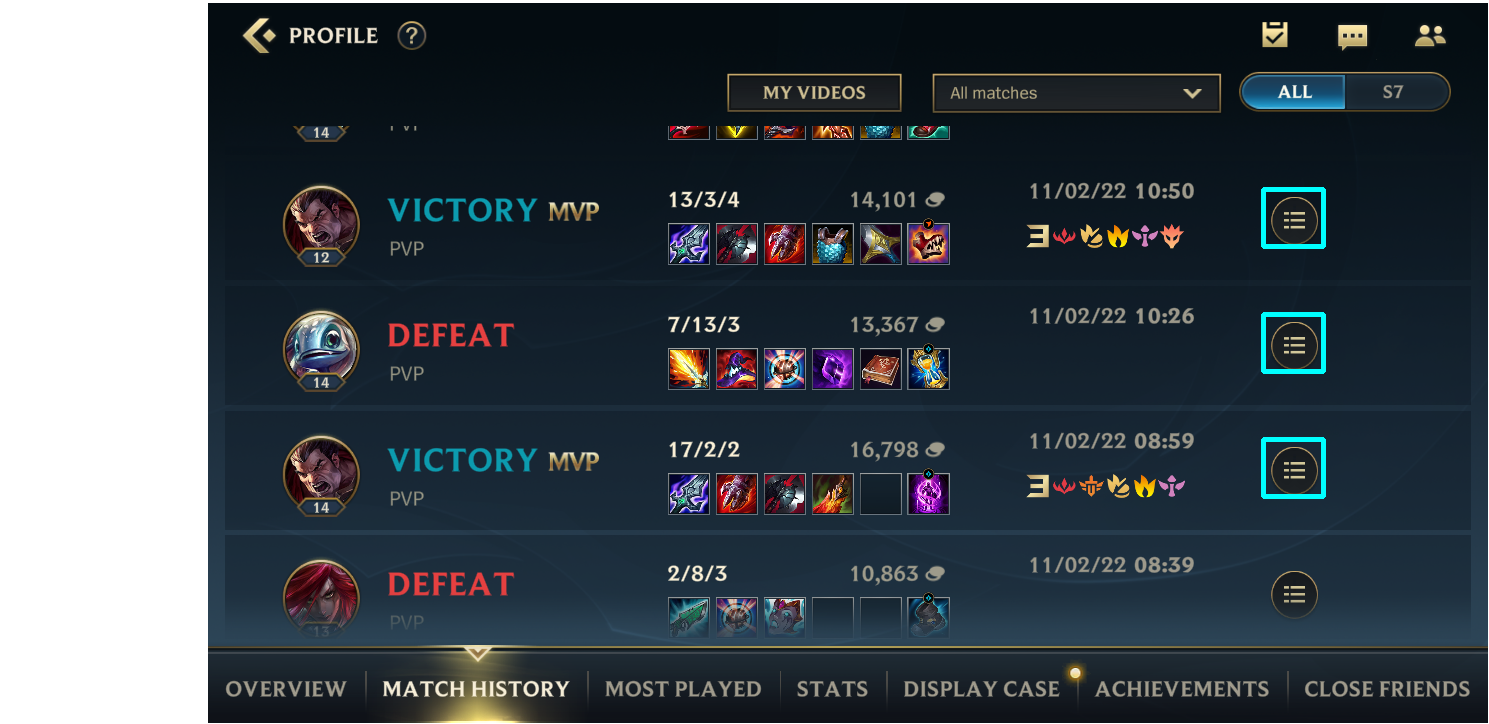 PROFILE ?
MY VIDEOS
All matches
ALL
S7
14
VICTORY MVP
PVP
12
13/3/4
14,101
11/02/22 10:50
DEFEAT
PVP
14
7/13/3
13,367
11/02/22 10:26
VICTORY MVP
PVP
14
17/2/2
16,798
11/02/22 08:59
DEFEAT
PVP
13
2/8/3
10,863
11/02/22 08:39
OVERVIEW
MATCH HISTORY
MOST PLAYED
STATS
DISPLAY CASE
ACHIEVEMENTS
CLOSE FRIENDS